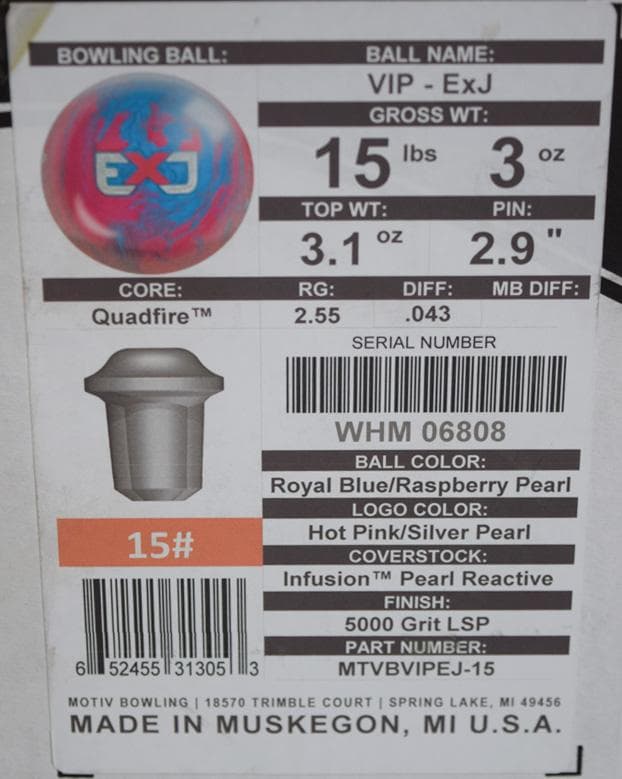 BOWLING BALL: BALL NAME:
VIP - ExJ
GROSS WT:
15 lbs 3 oz
EXJ
TOP WT: PIN:
3.1 oz 2.9 "
CORE: RG: DIFF: MB DIFF:
Quadfire™ 2.55 .043
SERIAL NUMBER
WHM 06808
BALL COLOR:
Royal Blue/Raspberry Pearl
LOGO COLOR:
Hot Pink/Silver Pearl
15#
COVERSTOCK:
Infusion™ Pearl Reactive
FINISH:
5000 Grit LSP
PART NUMBER:
MTVBVIPEJ-15
6 52455 31305 3
MOTIV BOWLING | 18570 TRIMBLE COURT | SPRING LAKE, MI 49456
MADE IN MUSKEGON, MI U.S.A.